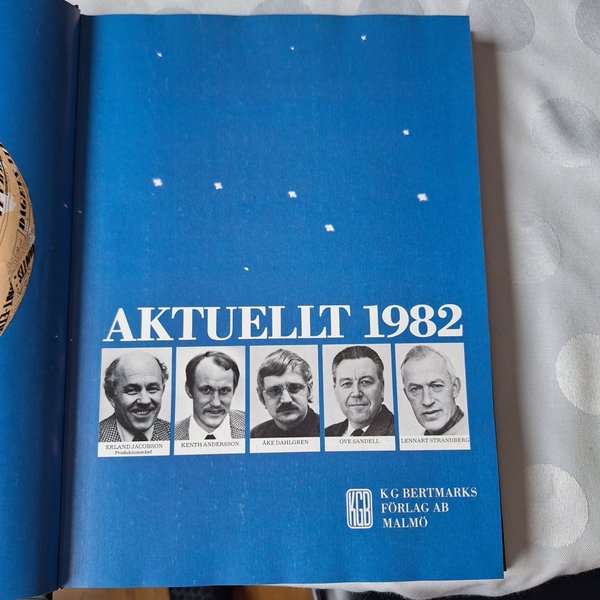 AKTUELLT 1982
ERLAND JACOBSON
Produktionschef
KENTH ANDERSSON
ÅKE DAHLGREN
OVE SANDELL
LENNART STRANDBERG
KGB
K G BERTMARKS
FÖRLAG AB
MALMÖ